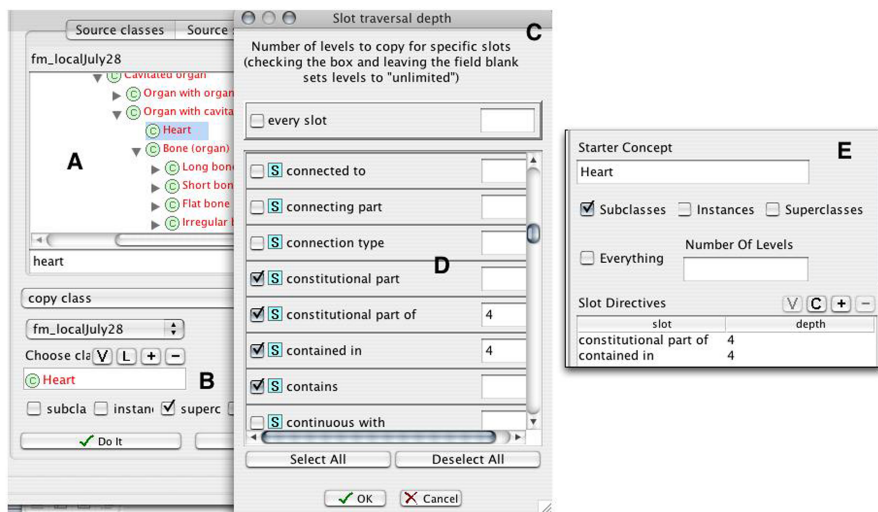 Source classes
Source
fm_localJuly28
A
Cavitated organ
Organ with organ
Organ with cavita
Heart
Bone (organ)
Long bon
Short bon
Flat bone
Irregular
heart
copy class
fm_localJuly28
Choose cla V L + −
Heart
B
subcla instan superc
Do It
Slot traversal depth
C
Number of levels to copy for specific slots
(checking the box and leaving the field blank
sets levels to "unlimited")
every slot
S connected to
S connecting part
S connection type
D
S constitutional part
S constitutional part of 4
S contained in 4
S contains
S continuous with
Select All Deselect All
OK Cancel
Starter Concept
E
Heart
Subclasses Instances Superclasses
Everything Number Of Levels
Slot Directives V C + −
slot depth
constitutional part of 4
contained in 4